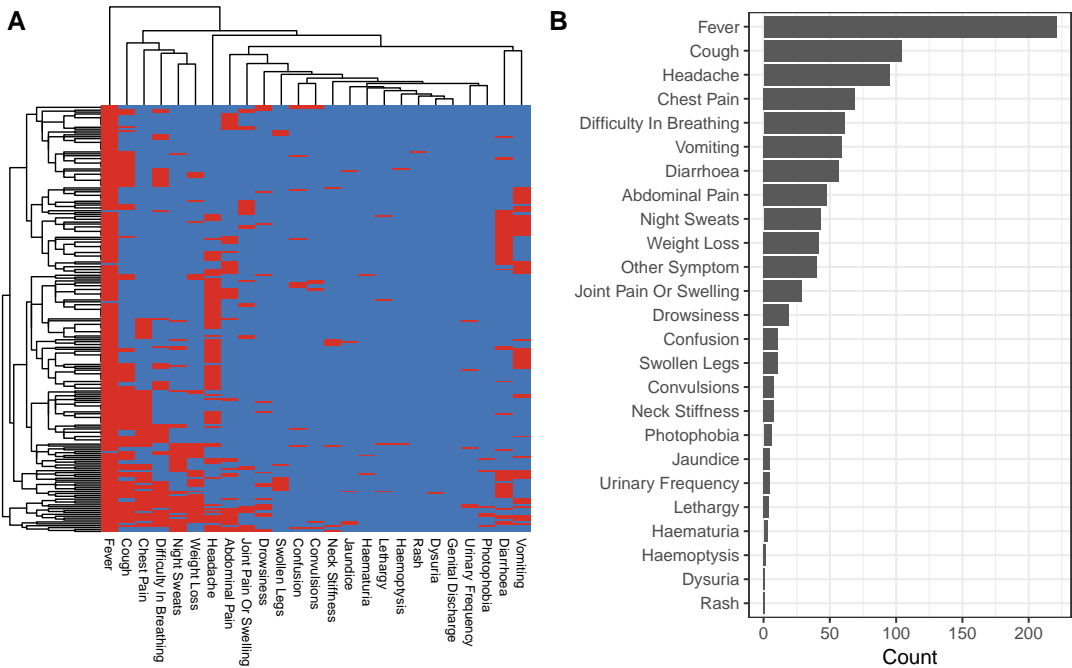 A
Fever
Cough
Chest Pain
Difficulty In Breathing
Night Sweats
Weight Loss
Headache
Abdominal Pain
Joint Pain Or Swelling
Drowsiness
Swollen Legs
Confusion
Convulsions
Neck Stiffness
Jaundice
Haematuria
Lethargy
Haemoptysis
Rash
Dysuria
Genital Discharge
Urinary Frequency
Photophobia
Diarrhoea
Vomiting
B
Fever
Cough
Headache
Chest Pain
Difficulty In Breathing
Vomiting
Diarrhoea
Abdominal Pain
Night Sweats
Weight Loss
Other Symptom
Joint Pain Or Swelling
Drowsiness
Confusion
Swollen Legs
Convulsions
Neck Stiffness
Photophobia
Jaundice
Urinary Frequency
Lethargy
Haematuria
Haemoptysis
Dysuria
Rash
0 50 100 150 200
Count